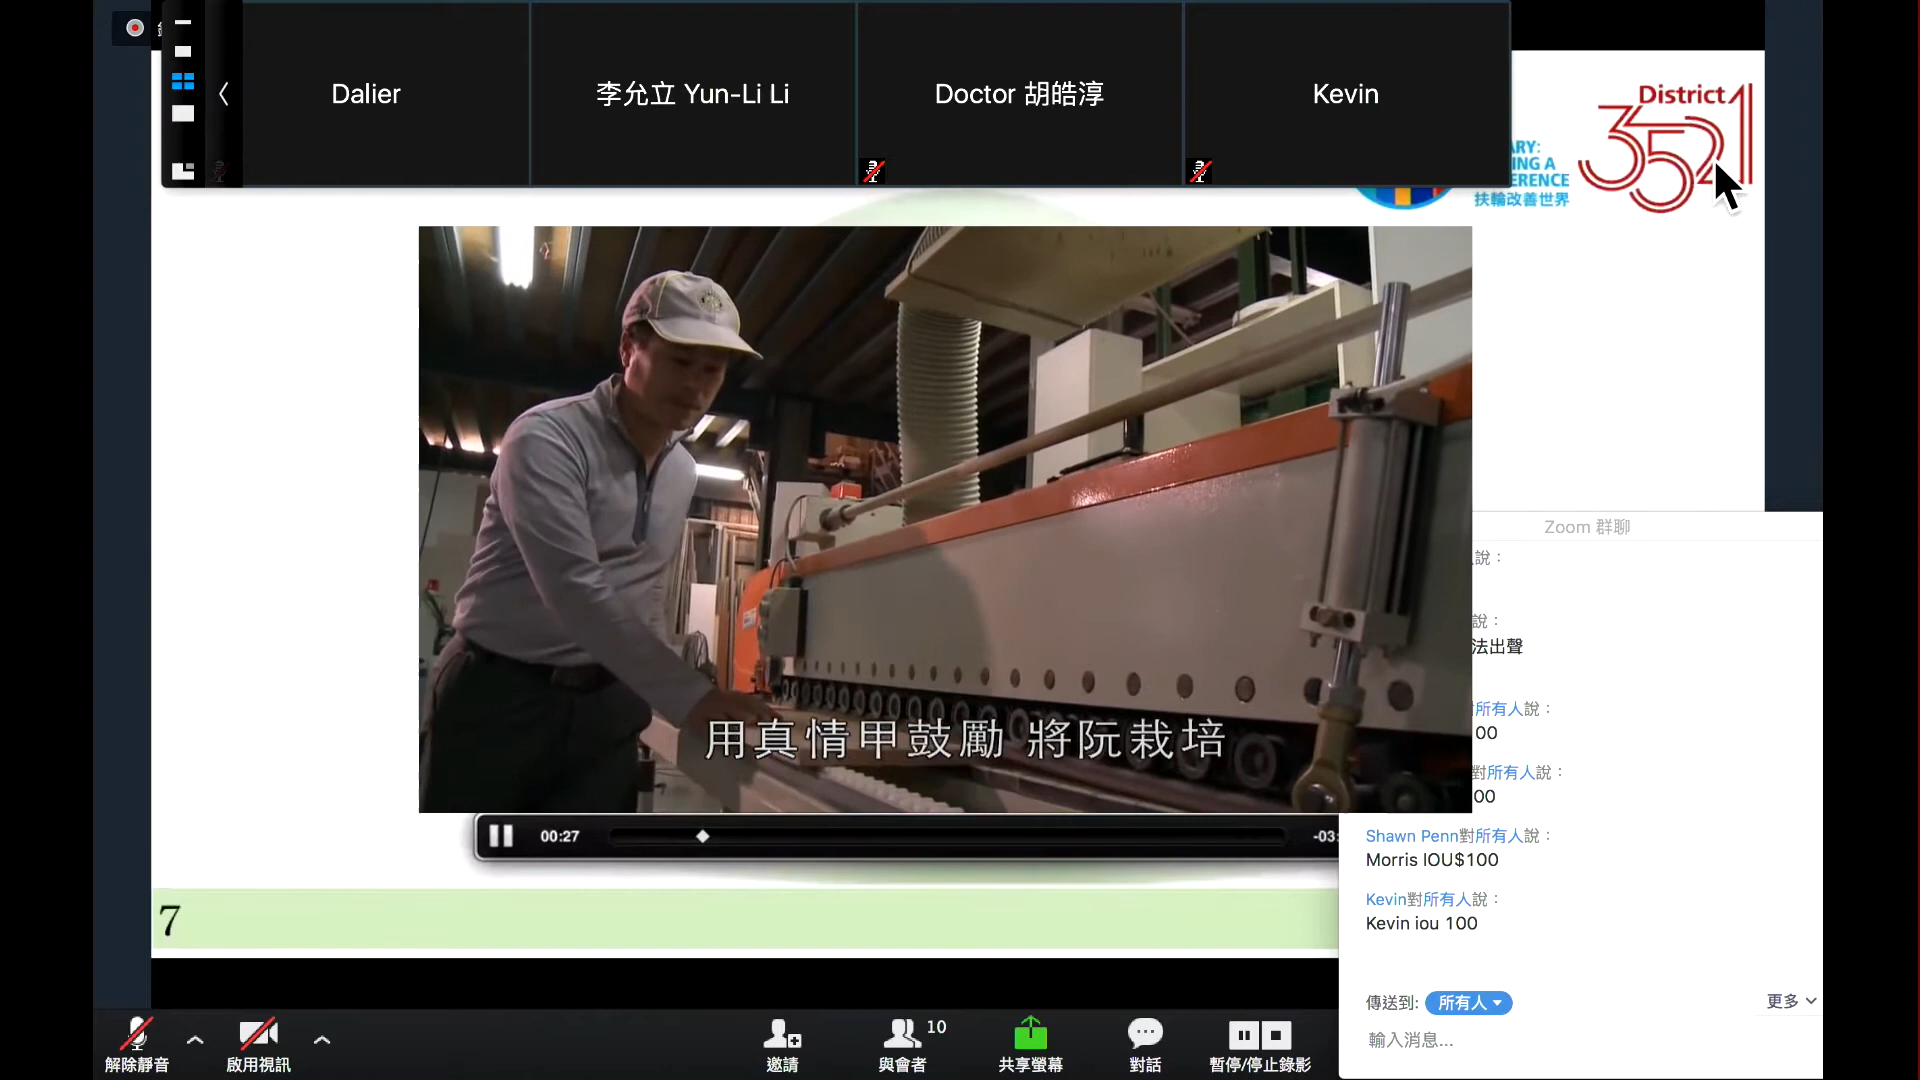 Dalier
李允立 Yun-Li Li
Doctor 胡皓淳
Kevin
District
3521
ARY:
ING A
ERENCE
扶輪改善世界
用真情甲鼓勵 將阮栽培
00:27
-03:
7
Zoom 群聊
說：
說：
法出聲
所有人說：
00
對所有人說：
00
Shawn Penn對所有人說：
Morris IOU$100
Kevin對所有人說：
Kevin iou 100
傳送到: 所有人
更多
輸入消息...
解除靜音
啟用視訊
邀請
10
與會者
共享螢幕
對話
暫停/停止錄影